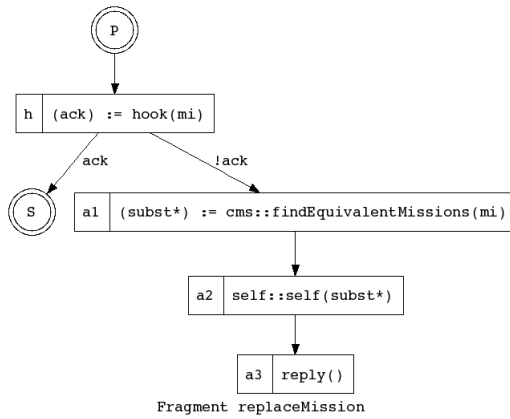 P
h (ack) := hook(mi)
ack !ack
S a1 (subst*) := cms::findEquivalentMissions(mi)
a2 self::self(subst*)
a3 reply()
Fragment replaceMission